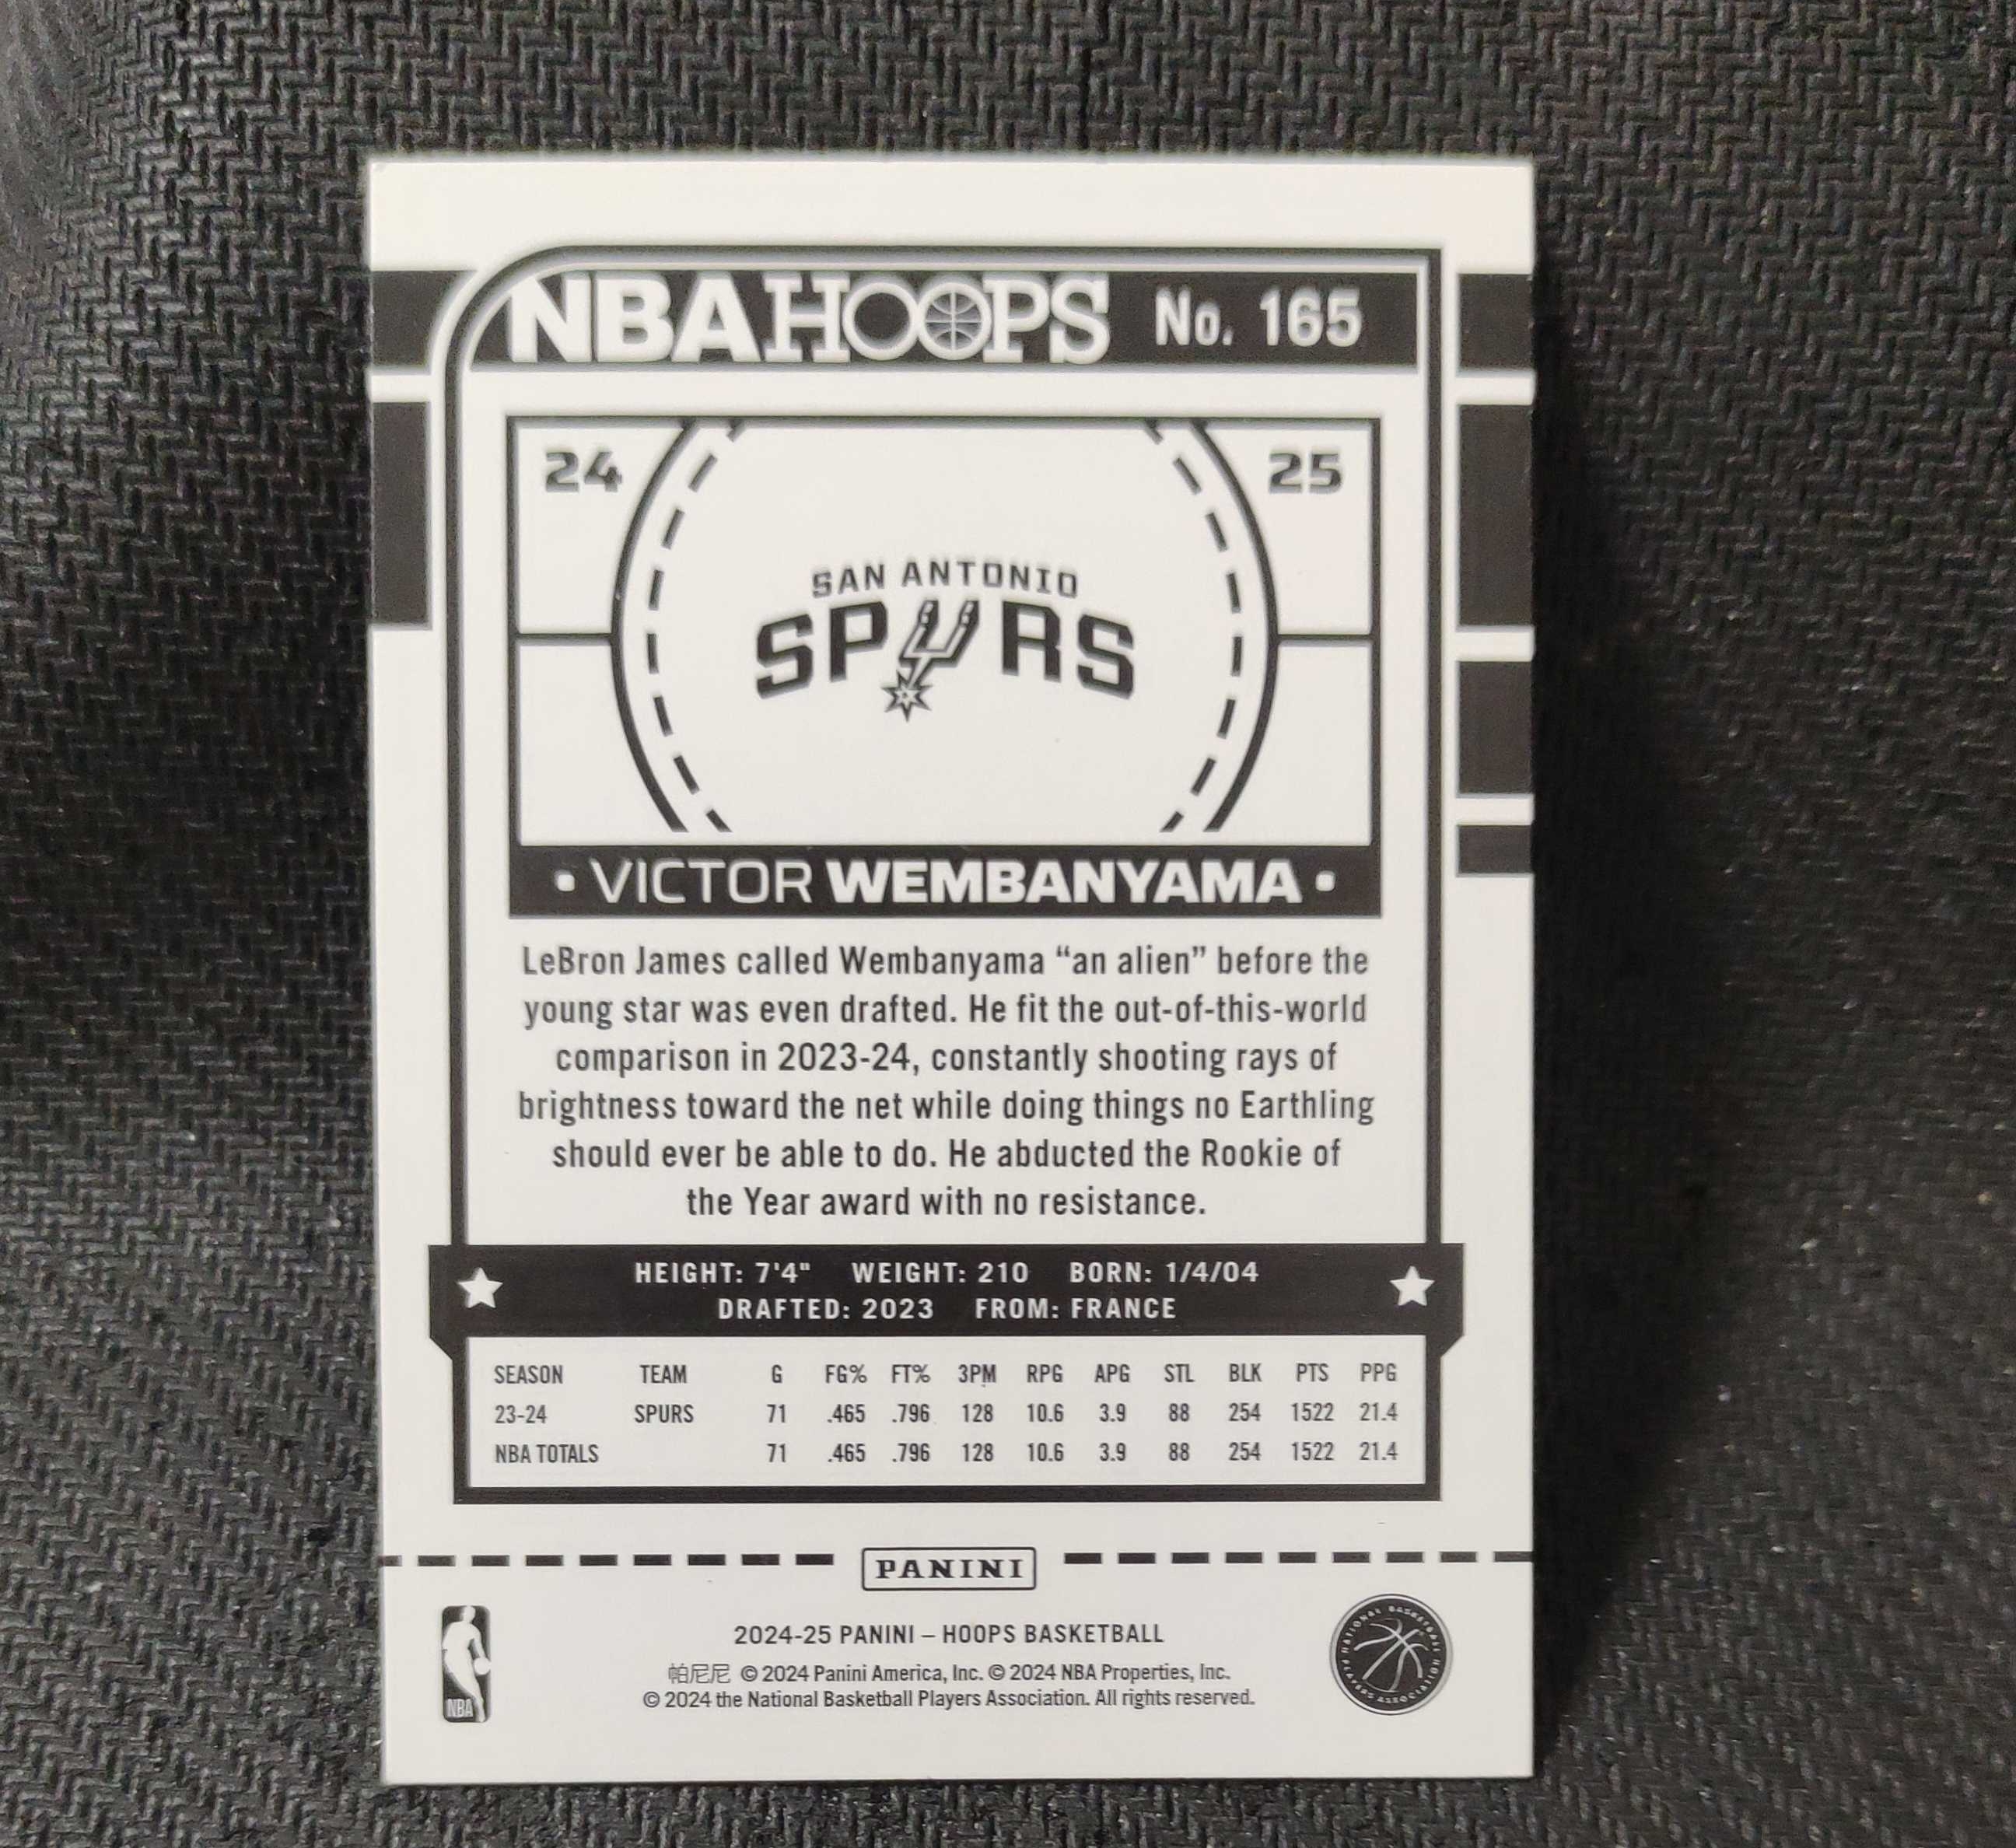 NBA HOOPS No. 165
24 25
SAN ANTONIO
SPURS
• VICTOR WEMBANYAMA •
LeBron James called Wembanyama “an alien” before the
young star was even drafted. He fit the out-of-this-world
comparison in 2023-24, constantly shooting rays of
brightness toward the net while doing things no Earthling
should ever be able to do. He abducted the Rookie of
the Year award with no resistance.
HEIGHT: 7'4" WEIGHT: 210 BORN: 1/4/04
DRAFTED: 2023 FROM: FRANCE
SEASON TEAM G FG% FT% 3PM RPG APG STL BLK PTS PPG
23-24 SPURS 71 .465 .796 128 10.6 3.9 88 254 1522 21.4
NBA TOTALS 71 .465 .796 128 10.6 3.9 88 254 1522 21.4
PANINI
2024-25 PANINI – HOOPS BASKETBALL
帕尼尼 © 2024 Panini America, Inc. © 2024 NBA Properties, Inc.
© 2024 the National Basketball Players Association. All rights reserved.
NBA
NATIONAL BASKETBALL PLAYERS ASSOCIATION